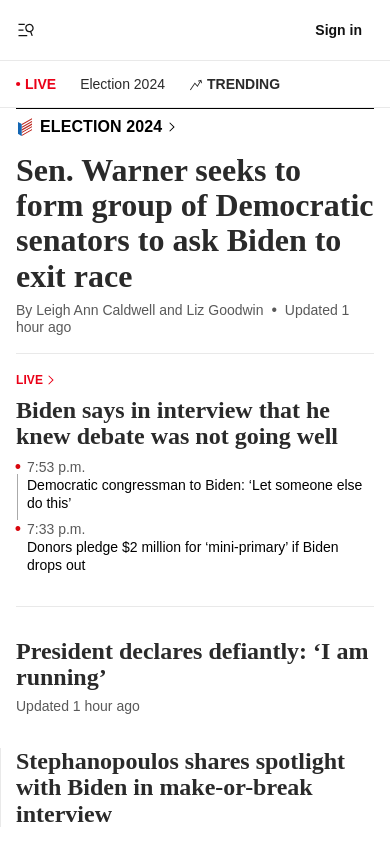 Sign in
• LIVE
Election 2024
TRENDING
ELECTION 2024
Sen. Warner seeks to
form group of Democratic
senators to ask Biden to
exit race
By Leigh Ann Caldwell and Liz Goodwin • Updated 1
hour ago
LIVE
Biden says in interview that he
knew debate was not going well
7:53 p.m.
Democratic congressman to Biden: ‘Let someone else
do this’
7:33 p.m.
Donors pledge $2 million for ‘mini-primary’ if Biden
drops out
President declares defiantly: ‘I am
running’
Updated 1 hour ago
Stephanopoulos shares spotlight
with Biden in make-or-break
interview